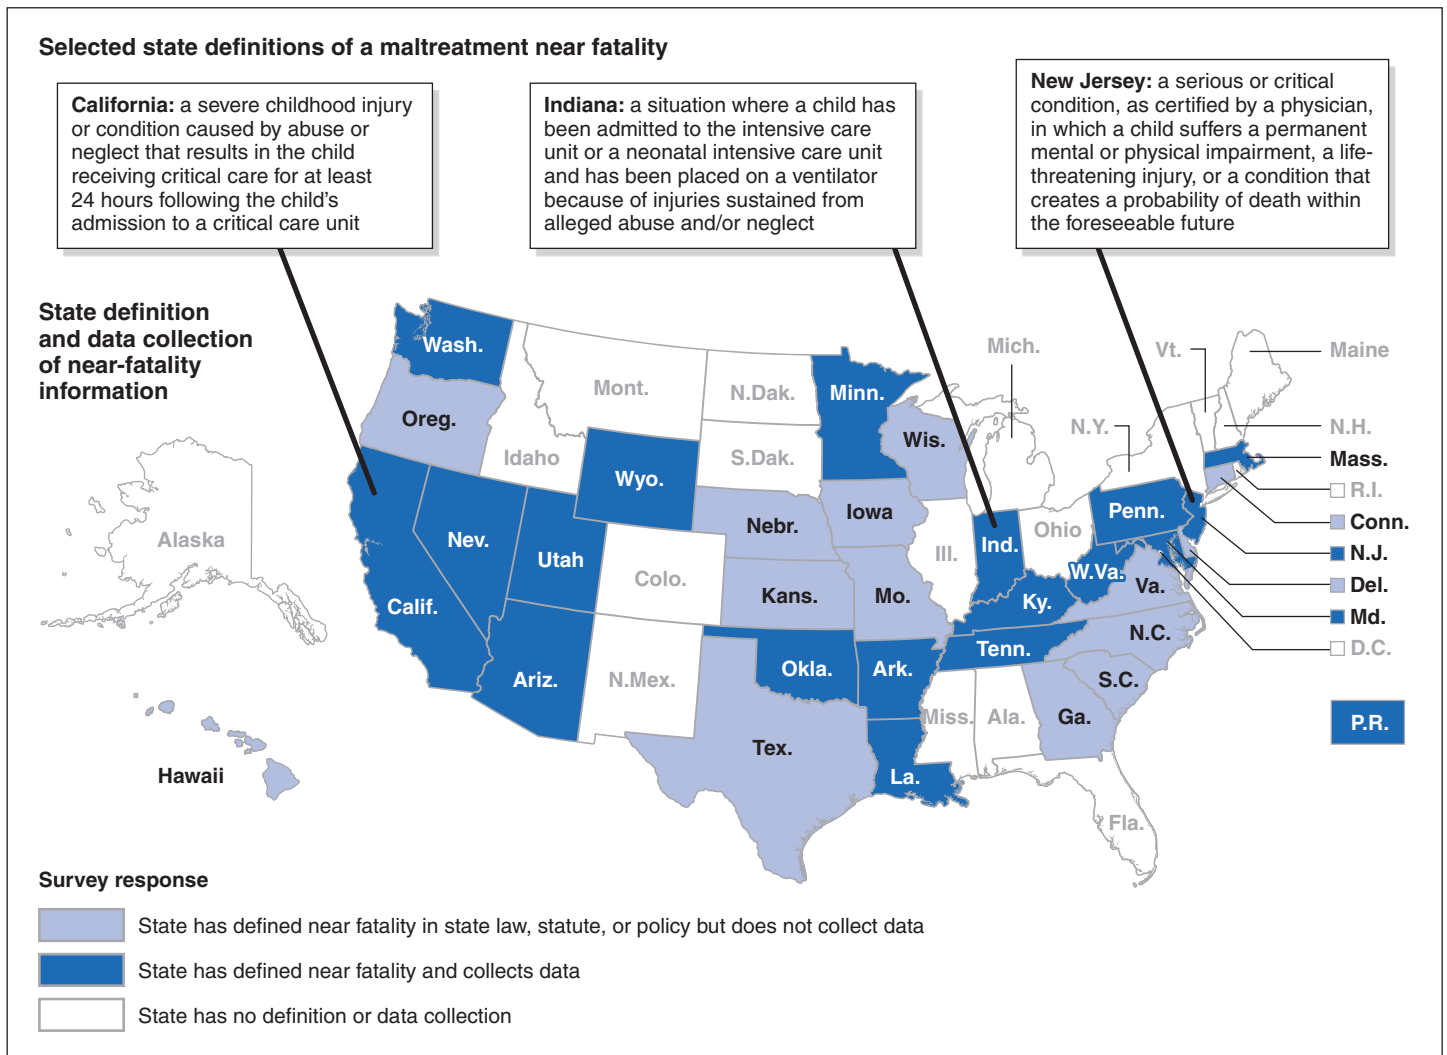 Selected state definitions of a maltreatment near fatality
California: a severe childhood injury
or condition caused by abuse or
neglect that results in the child
receiving critical care for at least
24 hours following the child's
admission to a critical care unit
Indiana: a situation where a child has
been admitted to the intensive care
unit or a neonatal intensive care unit
and has been placed on a ventilator
because of injuries sustained from
alleged abuse and/or neglect
New Jersey: a serious or critical
condition, as certified by a physician,
in which a child suffers a permanent
mental or physical impairment, a life-
threatening injury, or a condition that
creates a probability of death within
the foreseeable future
State definition
and data collection
of near-fatality
information
Wash.
Oreg.
Mont.
Idaho
N.Dak.
S.Dak.
Minn.
Wis.
Mich.
Vt.
Maine
N.Y.
N.H.
Mass.
R.I.
Conn.
N.J.
Del.
Md.
D.C.
P.R.
Alaska
Wyo.
Nebr.
Iowa
Nev.
Utah
Colo.
Kans.
Mo.
Ill.
Ind.
Ohio
Penn.
W.Va.
Va.
Ky.
Calif.
N.C.
Tenn.
S.C.
Ariz.
N.Mex.
Okla.
Ark.
Miss.
Ala.
Ga.
Tex.
La.
Fla.
Hawaii
Survey response
State has defined near fatality in state law, statute, or policy but does not collect data
State has defined near fatality and collects data
State has no definition or data collection